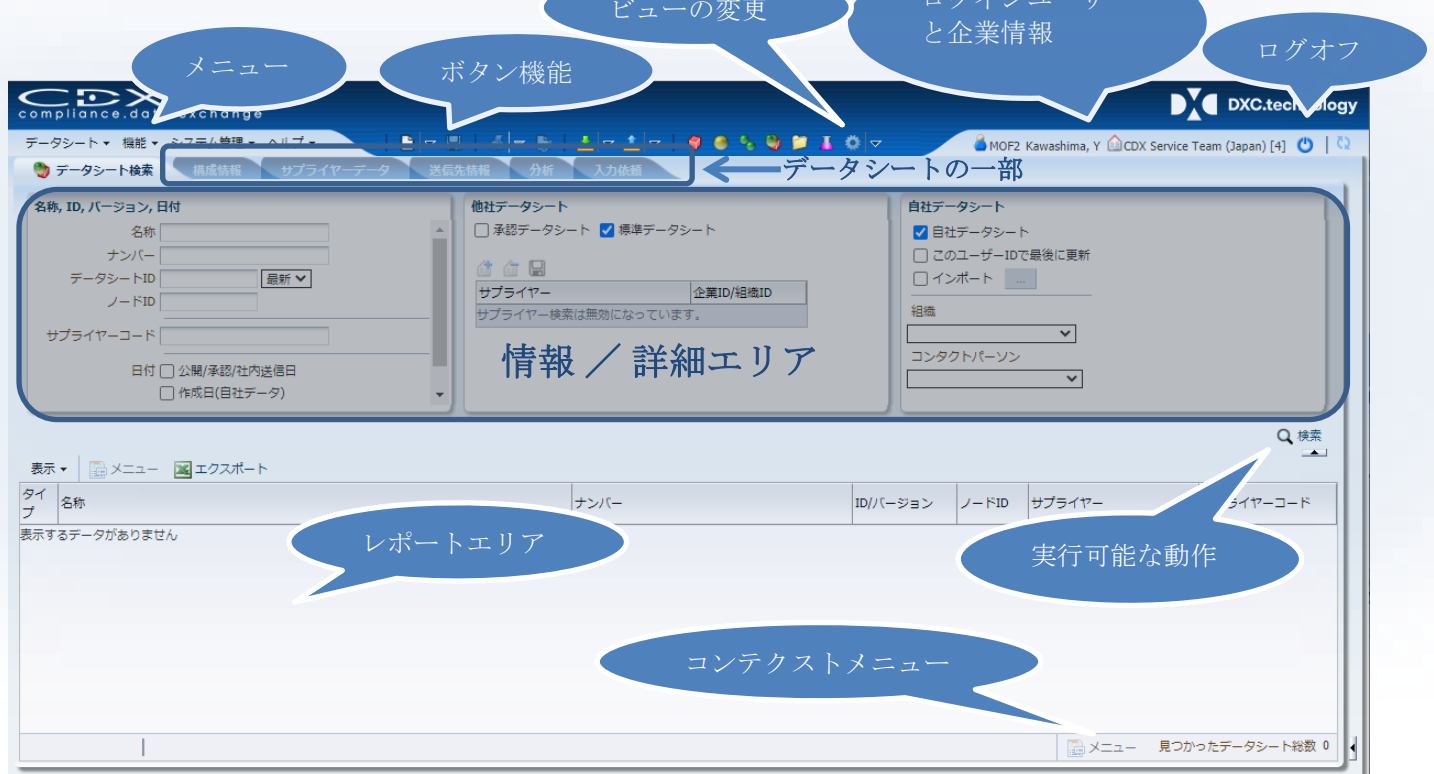 ビューの変更
と企業情報
メニュー
ボタン機能
ログオフ
CDX
DXC.technology
データシート 機能 システム管理 ヘルプ
MOF2 Kawashima, Y CDX Service Team (Japan) [4]
データシート検索 構成情報 サプライヤーデータ 送信先情報 分析 入力依頼
データシートの一部
名称, ID, バージョン, 日付
名称
ナンバー
データシートID 最新
ノードID
サプライヤーコード
日付 公開/承認/社内送信日
作成日(自社データ)
他社データシート
承認データシート 標準データシート
サプライヤー 企業ID/組織ID
サプライヤー検索は無効になっています。
情報 ／ 詳細エリア
自社データシート
自社データシート
このユーザーIDで最後に更新
インポート ...
組織
コンタクトパーソン
検索
表示 メニュー エクスポート
タイプ 名称 ナンバー ID/バージョン ノードID サプライヤー イヤーコード
表示するデータがありません
レポートエリア
実行可能な動作
コンテクストメニュー
メニュー 見つかったデータシート総数 0